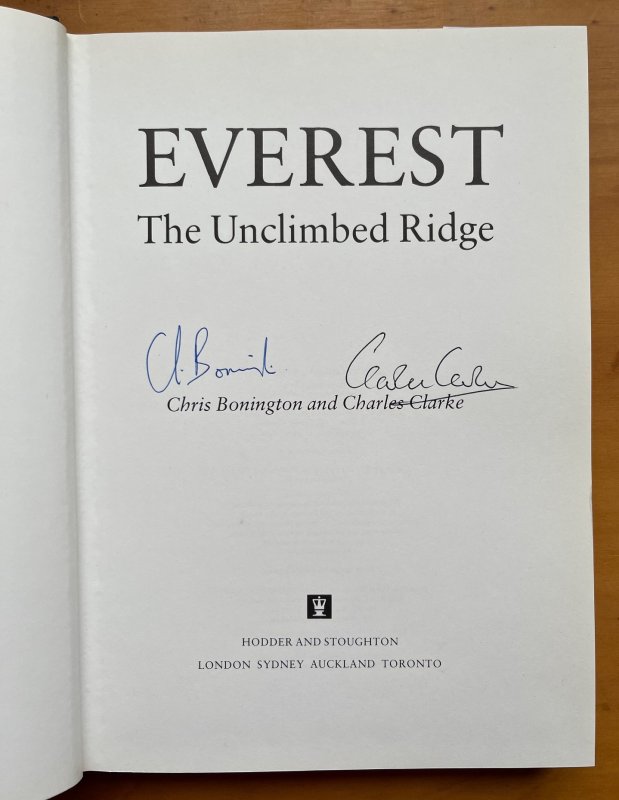 EVEREST
The Unclimbed Ridge
Chris Bonington and Charles Clarke
HODDER AND STOUGHTON
LONDON SYDNEY AUCKLAND TORONTO